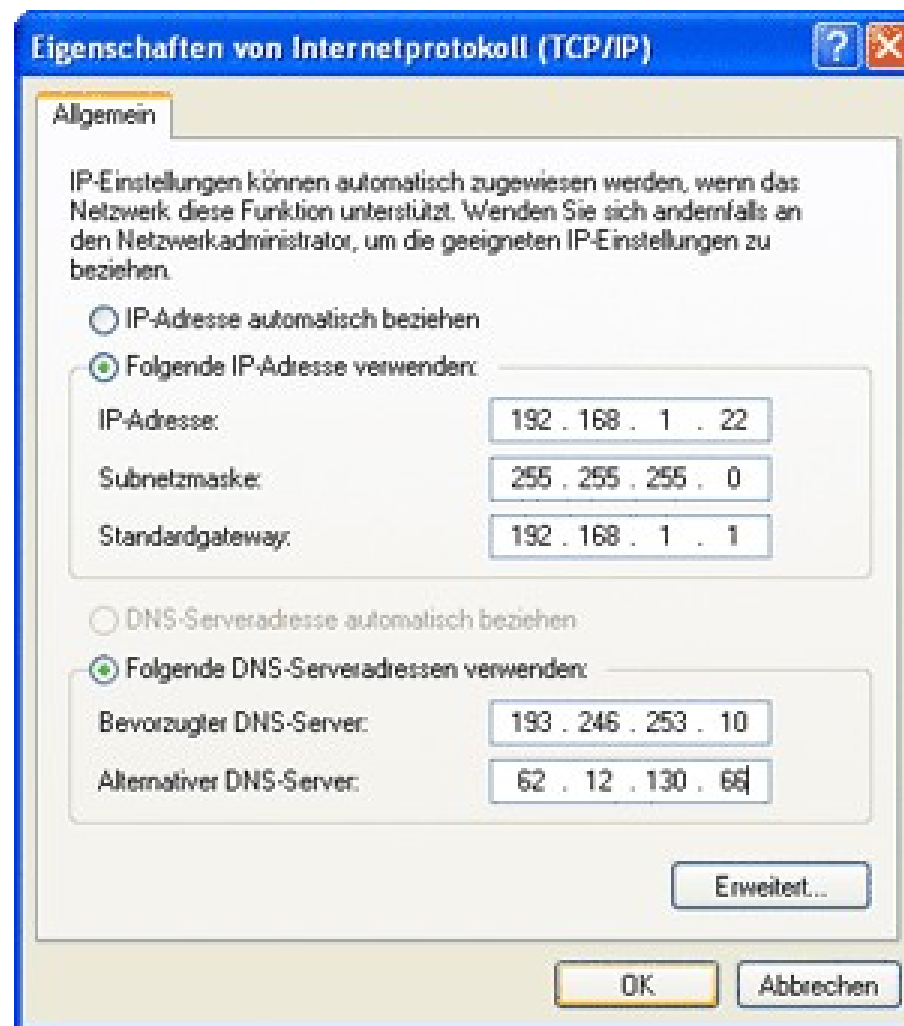 Eigenschaften von Internetprotokoll (TCP/IP)
Allgemein
IP-Einstellungen können automatisch zugewiesen werden, wenn das
Netzwerk diese Funktion unterstützt. Wenden Sie sich andernfalls an
den Netzwerkadministrator, um die geeigneten IP-Einstellungen zu
beziehen.
IP-Adresse automatisch beziehen
Folgende IP-Adresse verwenden:
IP-Adresse: 192 . 168 . 1 . 22
Subnetzmaske: 255 . 255 . 255 . 0
Standardgateway: 192 . 168 . 1 . 1
DNS-Serveradresse automatisch beziehen
Folgende DNS-Serveradressen verwenden:
Bevorzugter DNS-Server: 193 . 246 . 253 . 10
Alternativer DNS-Server: 62 . 12 . 130 . 66
Erweitert...
OK Abbrechen